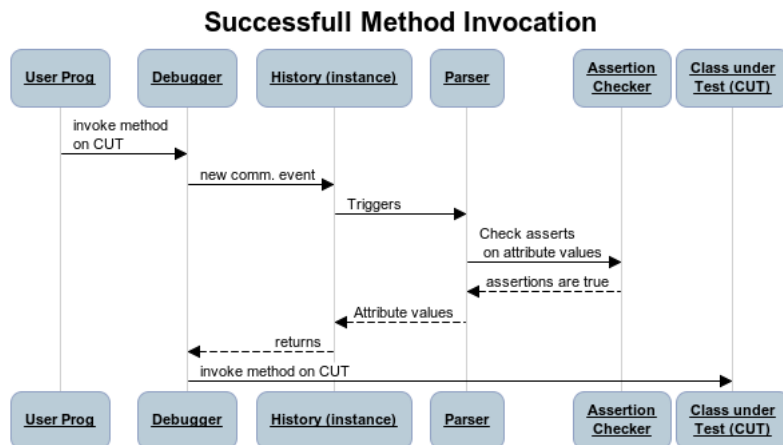 Successfull Method Invocation
User Prog
Debugger
History (instance)
Parser
Assertion
Checker
Class under
Test (CUT)
invoke method
on CUT
new comm. event
Triggers
Check asserts
on attribute values
assertions are true
Attribute values
returns
invoke method on CUT
User Prog
Debugger
History (instance)
Parser
Assertion
Checker
Class under
Test (CUT)